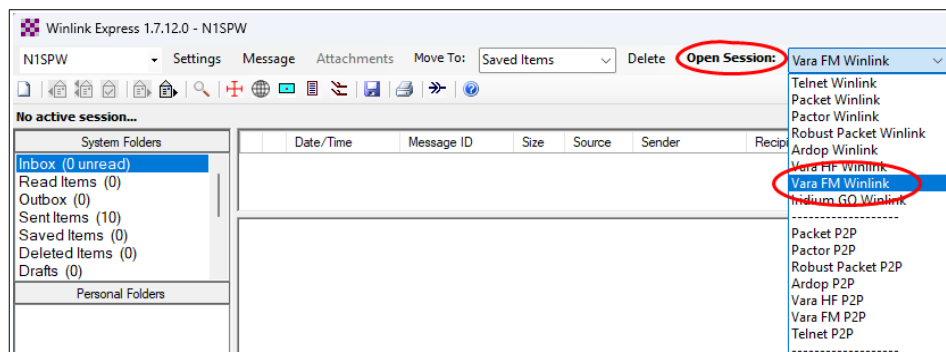 Winlink Express 1.7.12.0 - N1SPW
N1SPW Settings Message Attachments Move To: Saved Items Delete Open Session: Vara FM Winlink
No active session...
System Folders
Inbox (0 unread)
Read Items (0)
Outbox (0)
Sent Items (10)
Saved Items (0)
Deleted Items (0)
Drafts (0)
Personal Folders
Date/Time Message ID Size Source Sender
Telnet Winlink
Packet Winlink
Pactor Winlink
Robust Packet Winlink
Ardop Winlink
Vara HF Winlink
Vara FM Winlink
Iridium GO Winlink
-------------------
Packet P2P
Pactor P2P
Robust Packet P2P
Ardop P2P
Vara HF P2P
Vara FM P2P
Telnet P2P
-------------------